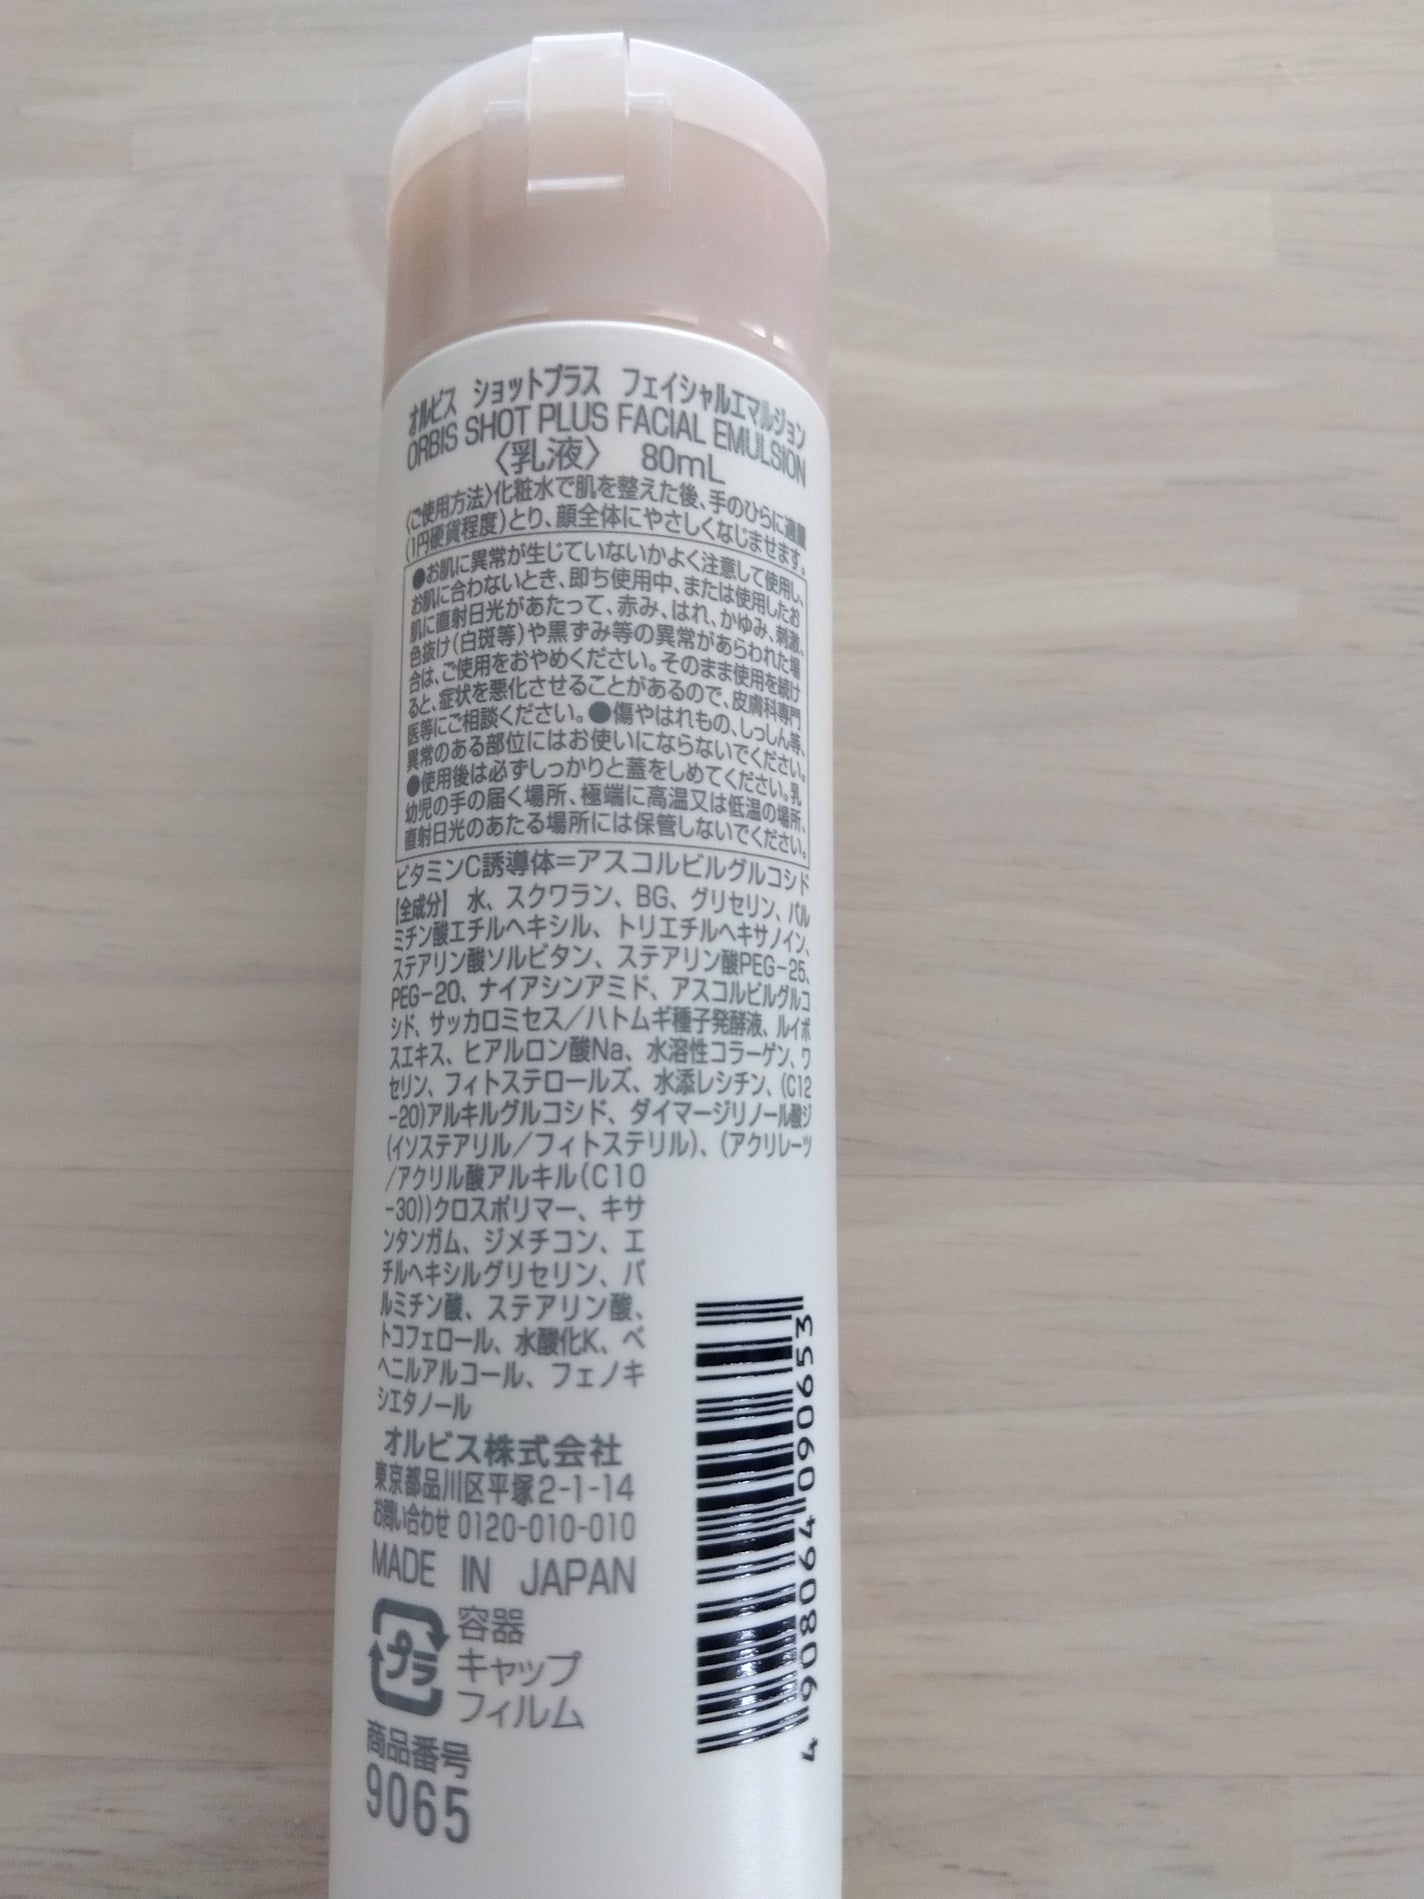 オルビス ショットプラス フェイシャルエマルジョン
ORBIS SHOT PLUS FACIAL EMULSION
〈乳液〉 80mL
〈ご使用方法〉化粧水で肌を整えた後、手のひらに適量
(1円硬貨程度)とり、顔全体にやさしくなじませます。
●お肌に異常が生じていないかよく注意して使用し、
お肌に合わないとき、即ち使用中、または使用したお
肌に直射日光があたって、赤み、はれ、かゆみ、刺激、
色抜け(白斑等)や黒ずみ等の異常があらわれた場
合は、ご使用をおやめください。そのまま使用を続け
ると、症状を悪化させることがあるので、皮膚科専門
医等にご相談ください。●傷やはれもの、しっしん等、
異常のある部位にはお使いにならないでください。
●使用後は必ずしっかりと蓋をしめてください。乳
幼児の手の届く場所、極端に高温又は低温の場所、
直射日光のあたる場所には保管しないでください。
ビタミンC誘導体=アスコルビルグルコシド
【全成分】 水、スクワラン、BG、グリセリン、パル
ミチン酸エチルヘキシル、トリエチルヘキサノイン、
ステアリン酸ソルビタン、ステアリン酸PEG-25、
PEG-20、ナイアシンアミド、アスコルビルグルコ
シド、サッカロミセス/ハトムギ種子発酵液、ルイボ
スエキス、ヒアルロン酸Na、水溶性コラーゲン、ワ
セリン、フィトステロールズ、水添レシチン、(C12
-20)アルキルグルコシド、ダイマージリノール酸ジ
(イソステアリル/フィトステリル)、(アクリレーツ
/アクリル酸アルキル(C10
-30))クロスポリマー、キサ
ンタンガム、ジメチコン、エ
チルヘキシルグリセリン、パ
ルミチン酸、ステアリン酸、
トコフェロール、水酸化K、ベ
ヘニルアルコール、フェノキ
シエタノール
オルビス株式会社
東京都品川区平塚2-1-14
お問い合わせ 0120-010-010
MADE IN JAPAN
プラ
容器
キャップ
フィルム
商品番号
9065
4 908064 090653